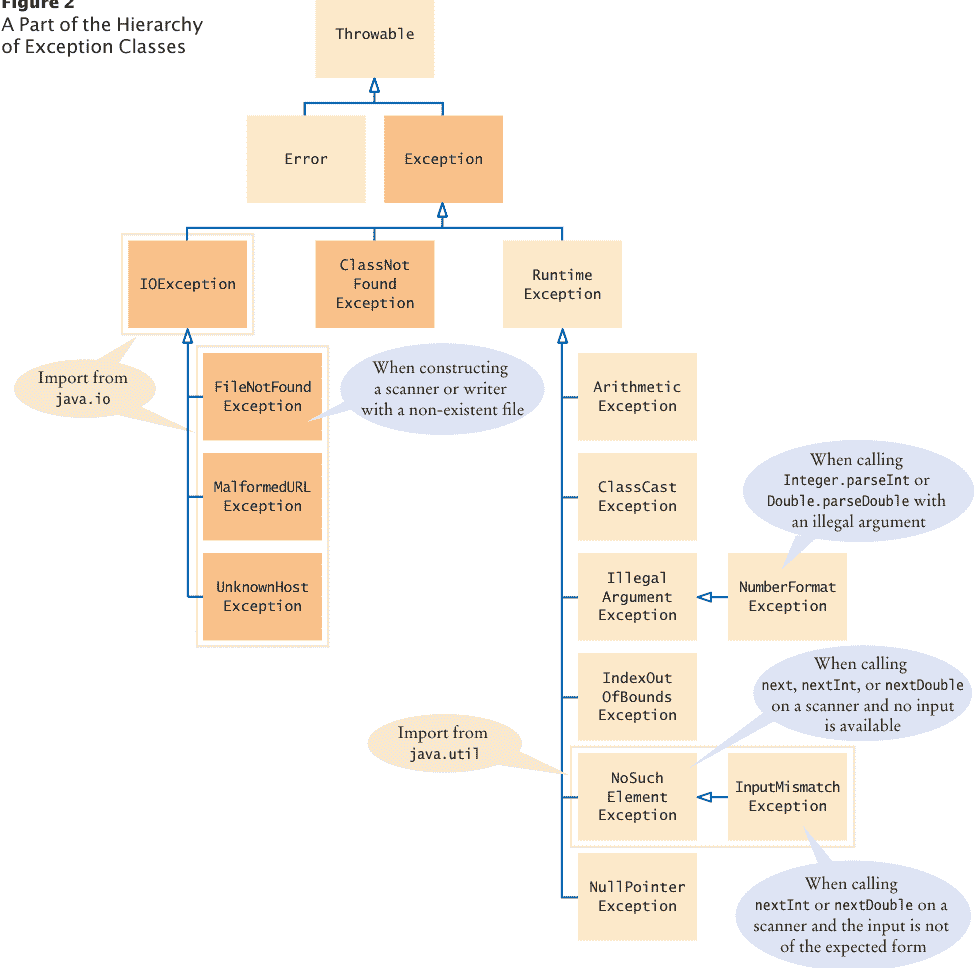 Figure 2
A Part of the Hierarchy
of Exception Classes
Throwable
Error
Exception
IOException
ClassNot
Found
Exception
Runtime
Exception
Import from
java.io
FileNotFound
Exception
When constructing
a scanner or writer
with a non-existent file
MalformedURL
Exception
UnknownHost
Exception
Arithmetic
Exception
ClassCast
Exception
When calling
Integer.parseInt or
Double.parseDouble with
an illegal argument
Illegal
Argument
Exception
NumberFormat
Exception
IndexOut
OfBounds
Exception
When calling
next, nextInt, or nextDouble
on a scanner and no input
is available
Import from
java.util
NoSuch
Element
Exception
InputMismatch
Exception
NullPointer
Exception
When calling
nextInt or nextDouble on a
scanner and the input is not
of the expected form